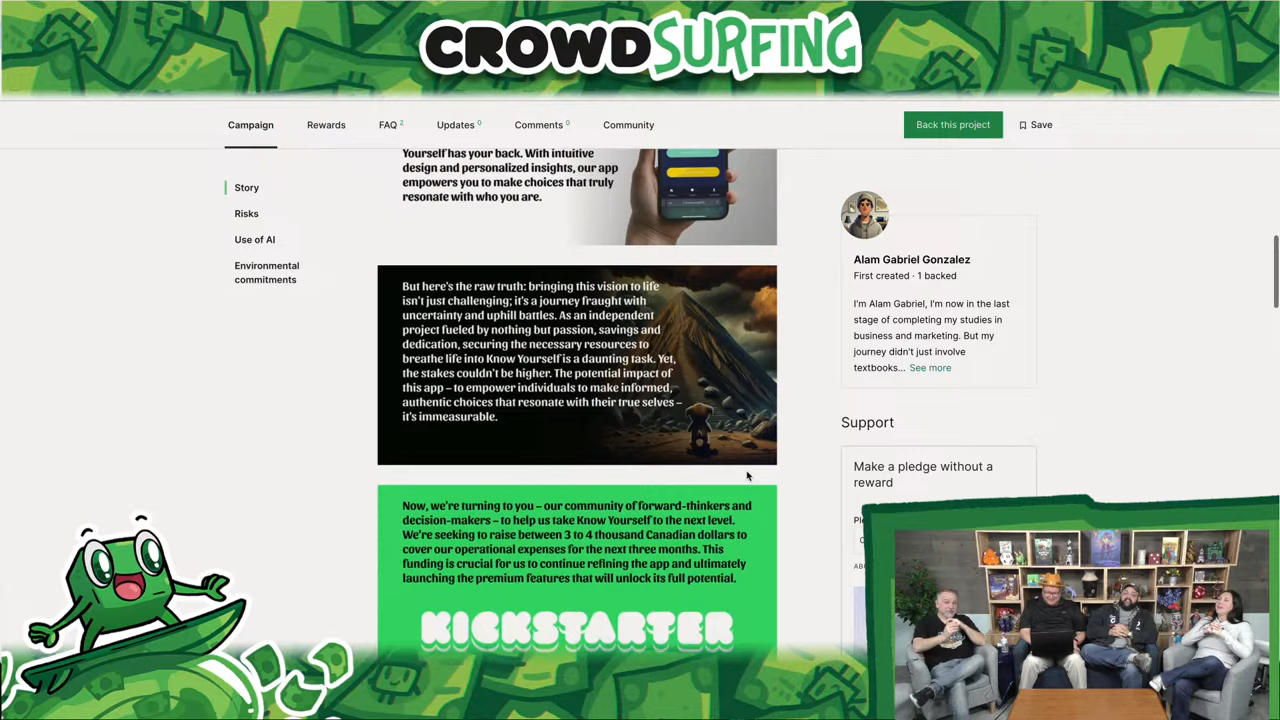 CROWDSURFING
Campaign
Rewards
FAQ 2
Updates 0
Comments 0
Community
Back this project
Save
Story
Risks
Use of AI
Environmental
commitments
Yourself has your back. With intuitive
design and personalized insights, our app
empowers you to make choices that truly
resonate with who you are.
But here's the raw truth: bringing this vision to life
isn't just challenging; it's a journey fraught with
uncertainty and uphill battles. As an independent
project fueled by nothing but passion, savings and
dedication, securing the necessary resources to
breathe life into Know Yourself is a daunting task. Yet,
the stakes couldn't be higher. The potential impact of
this app – to empower individuals to make informed,
authentic choices that resonate with their true selves –
it's immeasurable.
Now, we're turning to you – our community of forward-thinkers and
decision-makers – to help us take Know Yourself to the next level.
We're seeking to raise between 3 to 4 thousand Canadian dollars to
cover our operational expenses for the next three months. This
funding is crucial for us to continue refining the app and ultimately
launching the premium features that will unlock its full potential.
KICKSTARTER
Alam Gabriel Gonzalez
First created · 1 backed
I'm Alam Gabriel, I'm now in the last
stage of completing my studies in
business and marketing. But my
journey didn't just involve
textbooks... See more
Support
Make a pledge without a
reward